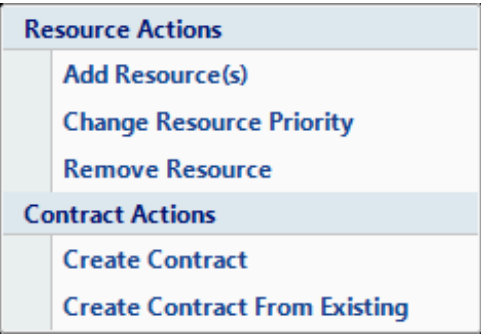 Resource Actions
Add Resource(s)
Change Resource Priority
Remove Resource
Contract Actions
Create Contract
Create Contract From Existing